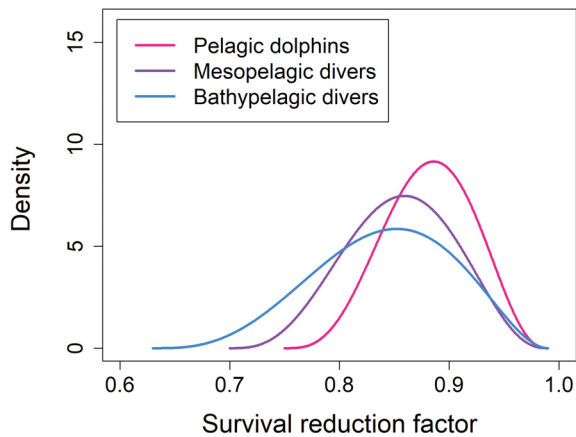 15
10
5
0
Density
Pelagic dolphins
Mesopelagic divers
Bathypelagic divers
0.6 0.7 0.8 0.9 1.0
Survival reduction factor